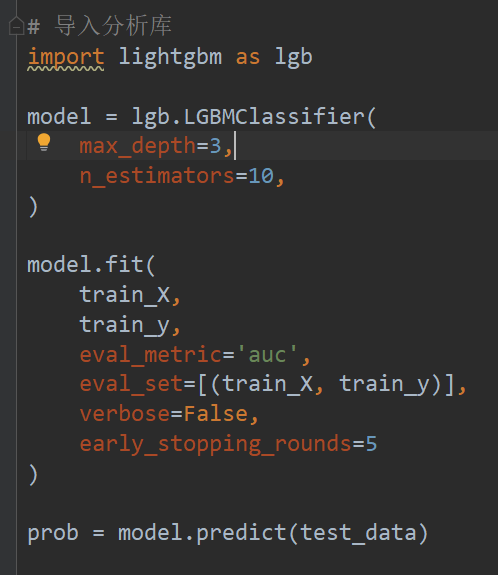 # 导入分析库
import lightgbm as lgb
model = lgb.LGBMClassifier(
max_depth=3,
n_estimators=10,
)
model.fit(
train_X,
train_y,
eval_metric='auc',
eval_set=[(train_X, train_y)],
verbose=False,
early_stopping_rounds=5
)
prob = model.predict(test_data)